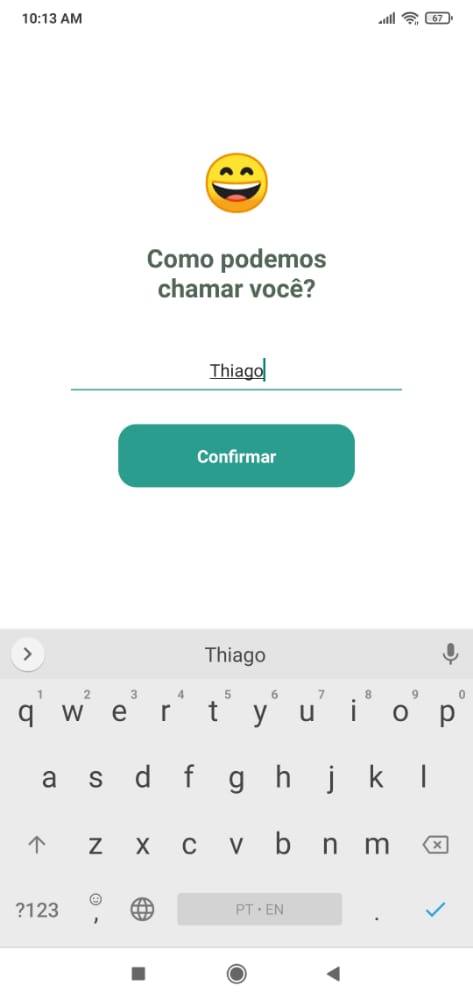 10:13 AM
67
Como podemos
chamar você?
Thiago
Confirmar
Thiago
1 2 3 4 5 6 7 8 9 0
q w e r t y u i o p
a s d f g h j k l
z x c v b n m
?123 , PT • EN .